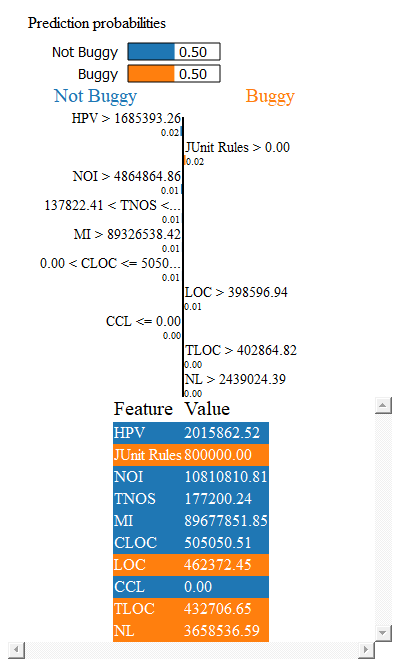 Prediction probabilities
Not Buggy 0.50
Buggy 0.50
Not Buggy Buggy
HPV > 1685393.26
0.02
JUnit Rules > 0.00
0.02
NOI > 4864864.86
0.01
137822.41 < TNOS <...
0.01
MI > 89326538.42
0.01
0.00 < CLOC <= 5050...
0.01
LOC > 398596.94
0.01
CCL <= 0.00
0.00
TLOC > 402864.82
0.00
NL > 2439024.39
0.00
Feature Value
HPV 2015862.52
JUnit Rules 800000.00
NOI 10810810.81
TNOS 177200.24
MI 89677851.85
CLOC 505050.51
LOC 462372.45
CCL 0.00
TLOC 432706.65
NL 3658536.59